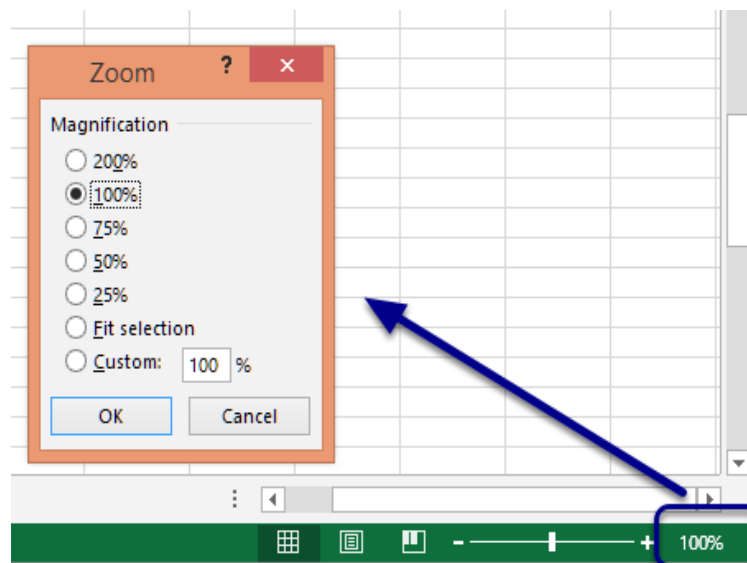 Zoom ? ×
Magnification
200%
100%
75%
50%
25%
Fit selection
Custom: 100 %
OK Cancel
- + 100%